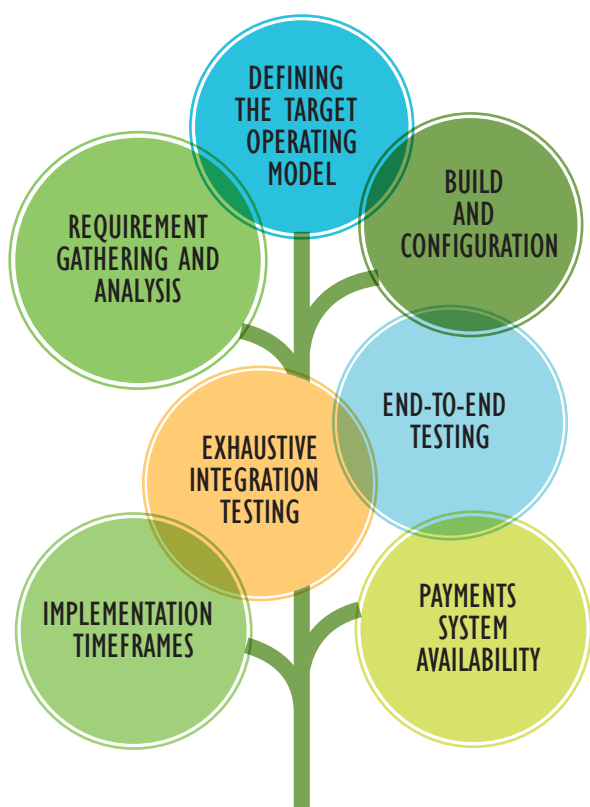 DEFINING
THE TARGET
OPERATING
MODEL
REQUIREMENT
GATHERING AND
ANALYSIS
BUILD
AND
CONFIGURATION
EXHAUSTIVE
INTEGRATION
TESTING
END-TO-END
TESTING
IMPLEMENTATION
TIMEFRAMES
PAYMENTS
SYSTEM
AVAILABILITY